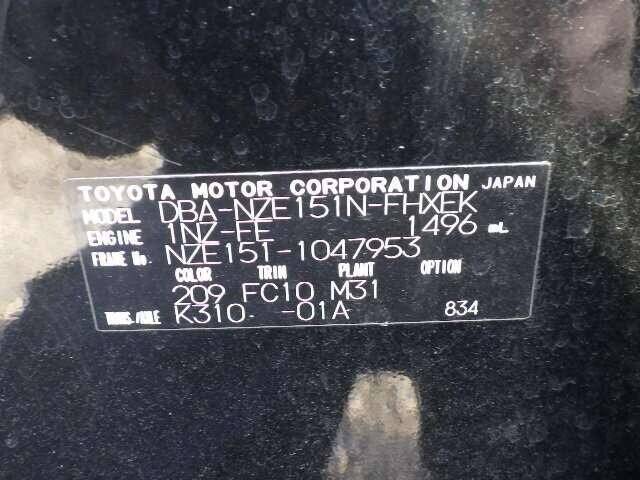 TOYOTA MOTOR CORPORATION JAPAN
MODEL DBA-NZE151N-FHXEK
ENGINE 1NZ-FE 1496 mL
FRAME No. NZE151-1047953
COLOR TRIM PLANT OPTION
209 FC10 M31
TRANS./AXLE K310 -01A 834